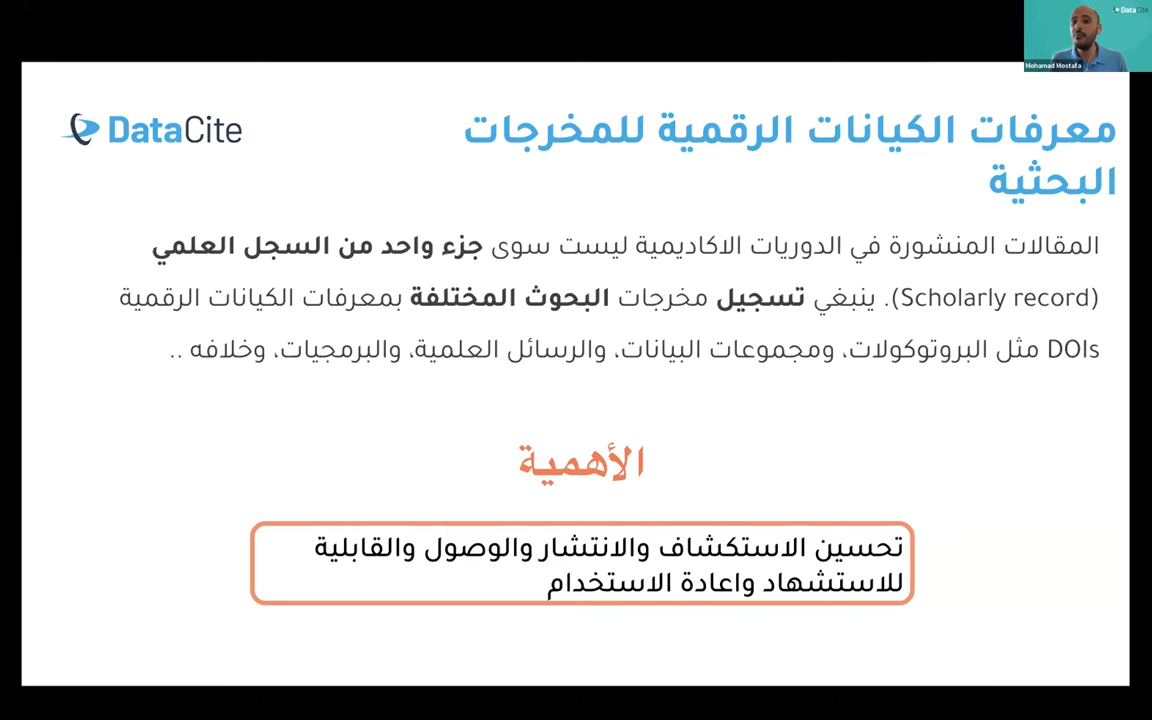 DataCite
Mohamad Mostafa
DataCite
معرفات الكيانات الرقمية للمخرجات
البحثية
المقالات المنشورة في الدوريات الاكاديمية ليست سوى جزء واحد من السجل العلمي
(Scholarly record). ينبغي تسجيل مخرجات البحوث المختلفة بمعرفات الكيانات الرقمية
DOIs مثل البروتوكولات، ومجموعات البيانات، والرسائل العلمية، والبرمجيات، وخلافه ..
الأهمية
تحسين الاستكشاف والانتشار والوصول والقابلية
للاستشهاد واعادة الاستخدام